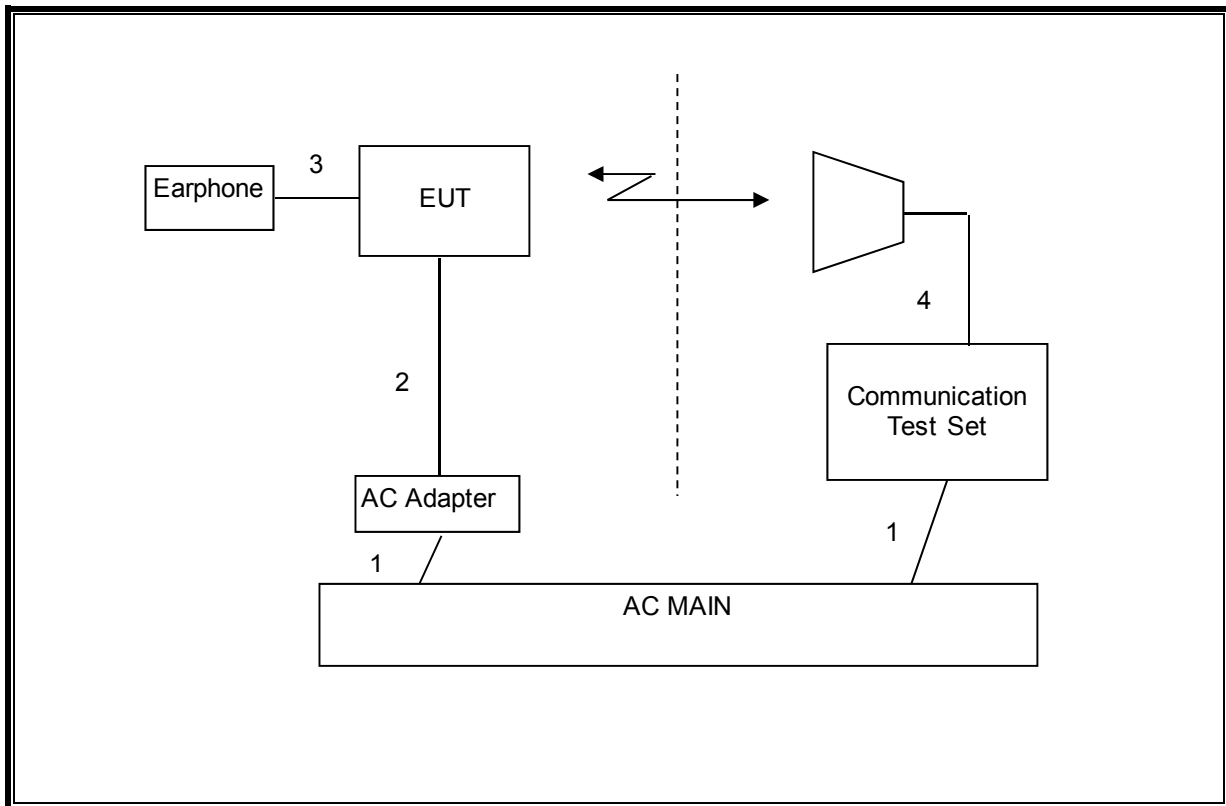 3
Earphone
EUT
4
2
Communication
Test Set
AC Adapter
1
1
AC MAIN